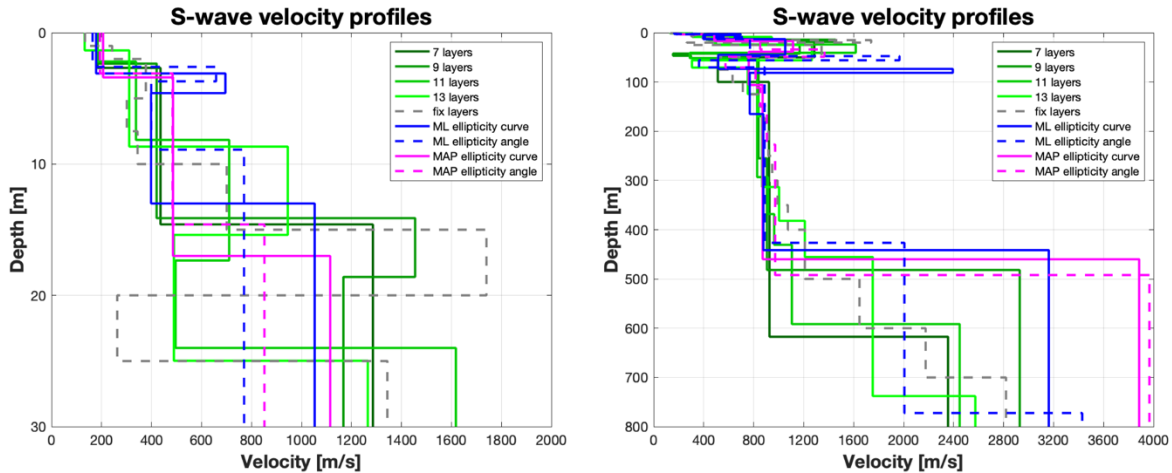 S-wave velocity profiles
0
10
20
30
Depth [m]
0 200 400 600 800 1000 1200 1400 1600 1800 2000
Velocity [m/s]
7 layers
9 layers
11 layers
13 layers
fix layers
ML ellipticity curve
ML ellipticity angle
MAP ellipticity curve
MAP ellipticity angle
S-wave velocity profiles
0
100
200
300
400
500
600
700
800
Depth [m]
0 400 800 1200 1600 2000 2400 2800 3200 3600 4000
Velocity [m/s]
7 layers
9 layers
11 layers
13 layers
fix layers
ML ellipticity curve
ML ellipticity angle
MAP ellipticity curve
MAP ellipticity angle